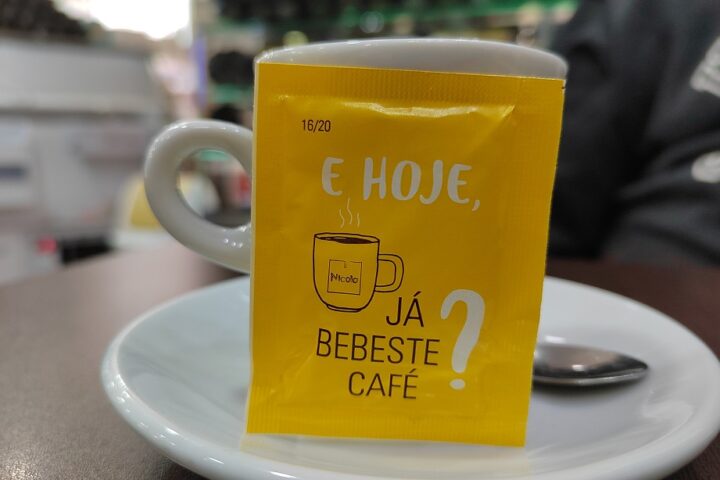 16/20
E HOJE,
Nicola
JÁ
BEBESTE
CAFÉ ?